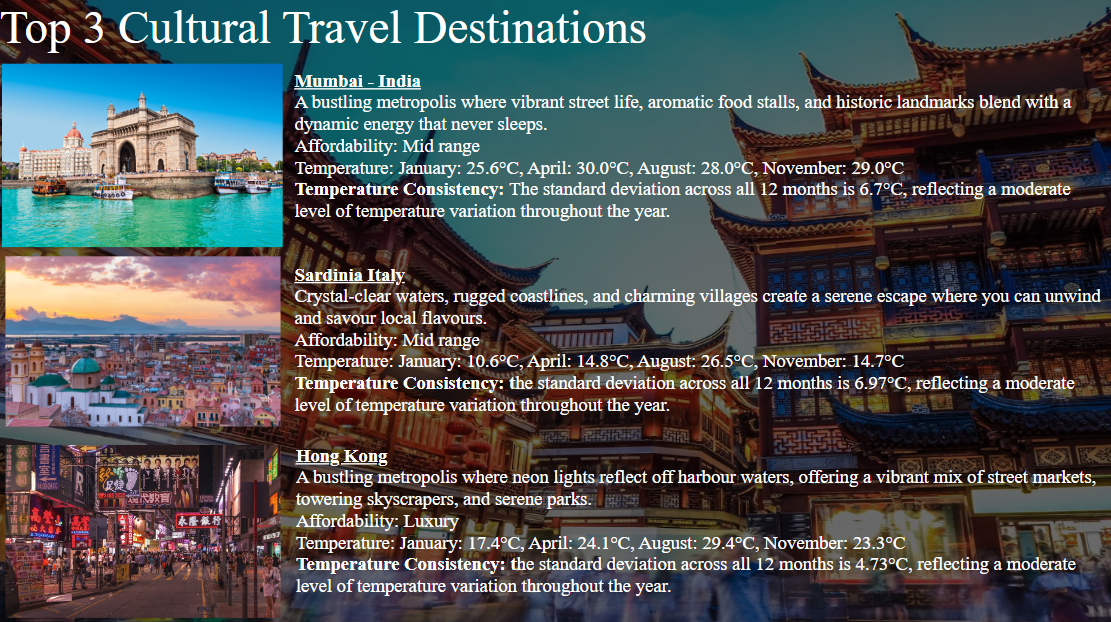 Top 3 Cultural Travel Destinations
Mumbai - India
A bustling metropolis where vibrant street life, aromatic food stalls, and historic landmarks blend with a
dynamic energy that never sleeps.
Affordability: Mid range
Temperature: January: 25.6°C, April: 30.0°C, August: 28.0°C, November: 29.0°C
Temperature Consistency: The standard deviation across all 12 months is 6.7°C, reflecting a moderate
level of temperature variation throughout the year.
Sardinia Italy
Crystal-clear waters, rugged coastlines, and charming villages create a serene escape where you can unwind
and savour local flavours.
Affordability: Mid range
Temperature: January: 10.6°C, April: 14.8°C, August: 26.5°C, November: 14.7°C
Temperature Consistency: the standard deviation across all 12 months is 6.97°C, reflecting a moderate
level of temperature variation throughout the year.
Hong Kong
A bustling metropolis where neon lights reflect off harbour waters, offering a vibrant mix of street markets,
towering skyscrapers, and serene parks.
Affordability: Luxury
Temperature: January: 17.4°C, April: 24.1°C, August: 29.4°C, November: 23.3°C
Temperature Consistency: the standard deviation across all 12 months is 4.73°C, reflecting a moderate
level of temperature variation throughout the year.